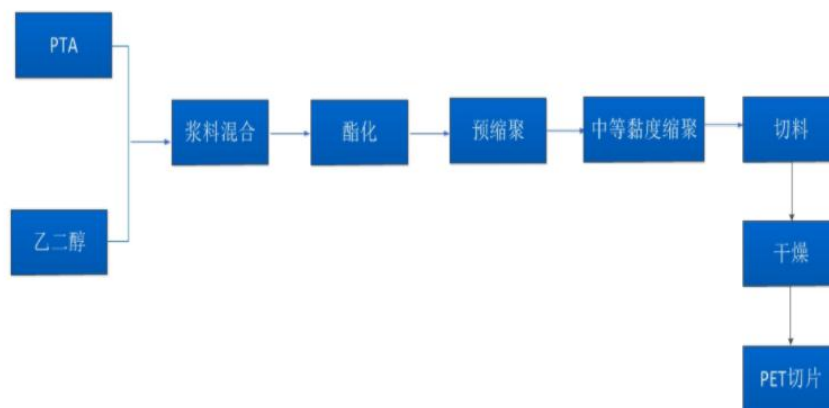 PTA
乙二醇
浆料混合
酯化
预缩聚
中等黏度缩聚
切料
干燥
PET切片